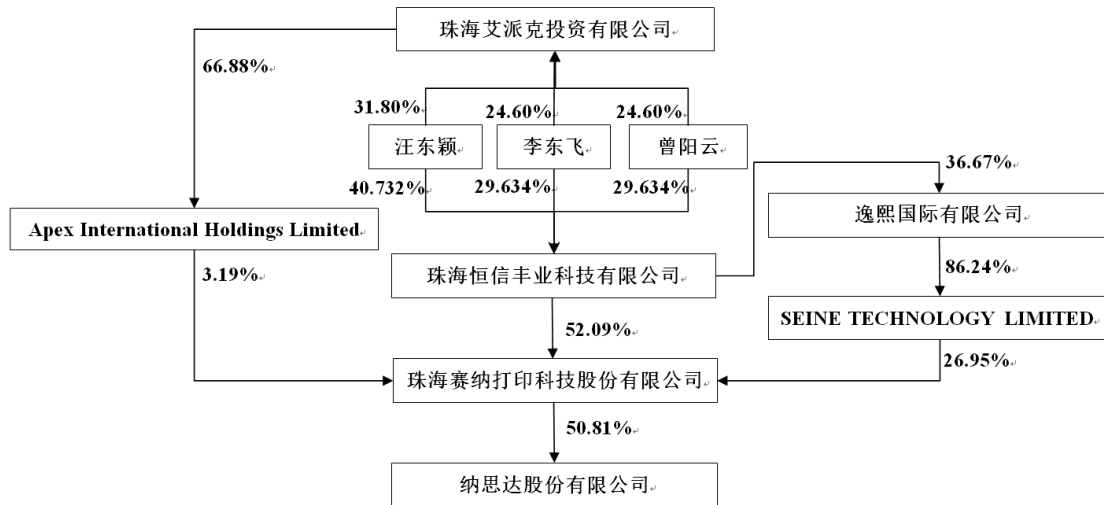 珠海艾派克投资有限公司
66.88%
31.80%
24.60%
24.60%
汪东颖
李东飞
曾阳云
36.67%
40.732%
29.634%
29.634%
Apex International Holdings Limited
逸熙国际有限公司
3.19%
珠海恒信丰业科技有限公司
86.24%
SEINE TECHNOLOGY LIMITED
52.09%
26.95%
珠海赛纳打印科技股份有限公司
50.81%
纳思达股份有限公司